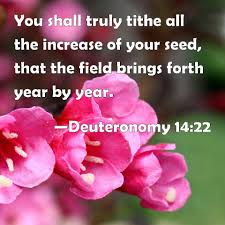 You shall truly tithe all
the increase of your seed,
that the field brings forth
year by year.
—Deuteronomy 14:22